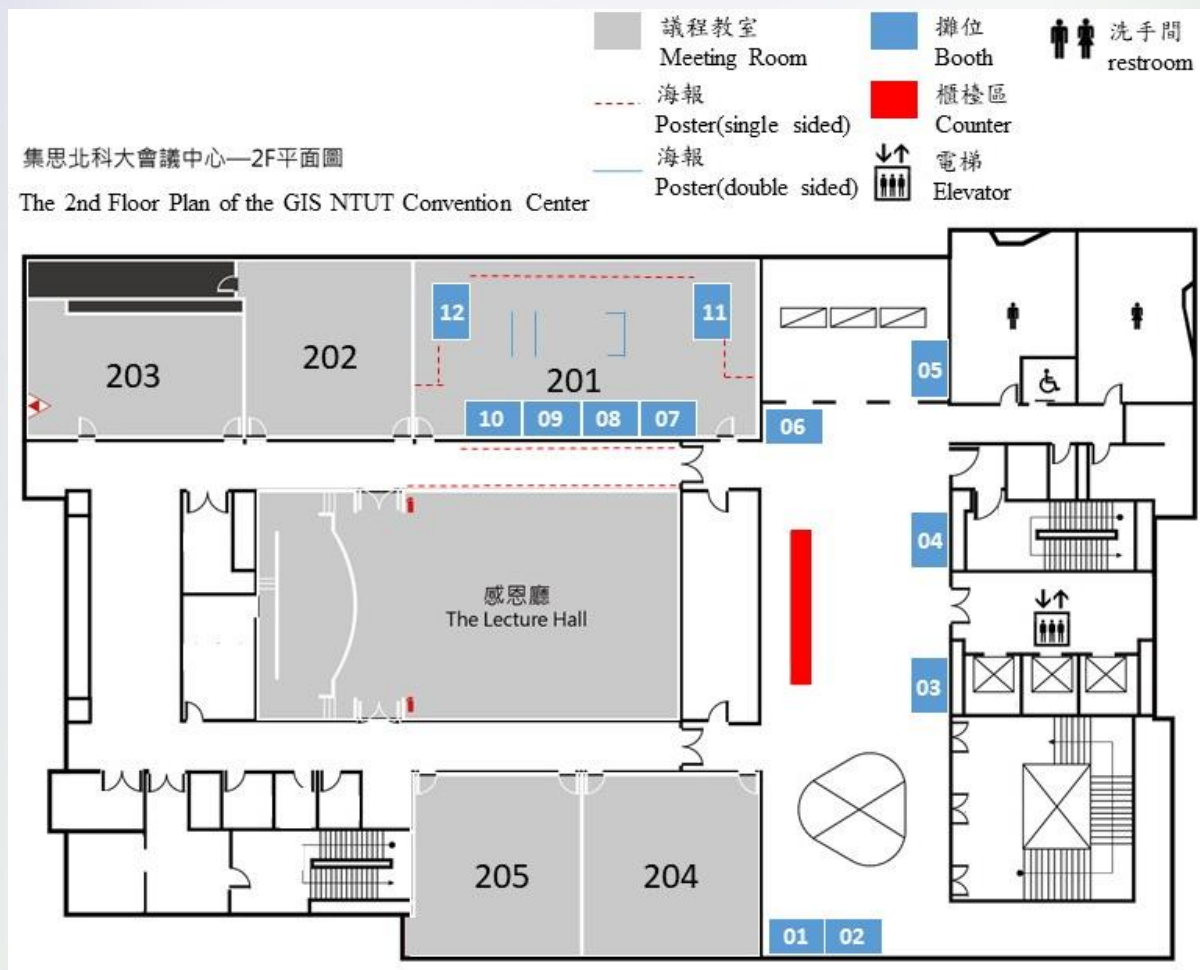 議程教室
Meeting Room
攤位
Booth
洗手間
restroom
海報
Poster(single sided)
櫃檯區
Counter
海報
Poster(double sided)
電梯
Elevator
集思北科大會議中心—2F平面圖
The 2nd Floor Plan of the GIS NTUT Convention Center
12
11
203
202
201
05
10 09 08 07
06
04
感恩廳
The Lecture Hall
03
205
204
01 02